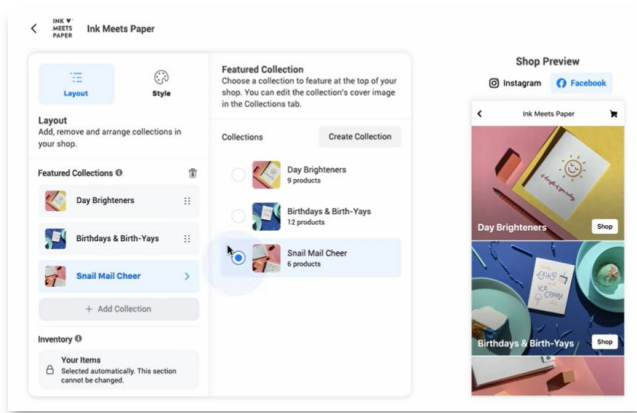 INK
MEETS
PAPER
Ink Meets Paper
Layout
Style
Layout
Add, remove and arrange collections in
your shop.
Featured Collections
Day Brighteners
Birthdays & Birth-Yays
Snail Mail Cheer
+ Add Collection
Inventory
Your Items
Selected automatically. This section
cannot be changed.
Featured Collection
Choose a collection to feature at the top of your
shop. You can edit the collection's cover image
in the Collections tab.
Collections
Create Collection
Day Brighteners
9 products
Birthdays & Birth-Yays
12 products
Snail Mail Cheer
6 products
Shop Preview
Instagram
Facebook
Ink Meets Paper
Day Brighteners
Shop
CAKE
ICE
CREAM
Birthdays & Birth-Yays
Shop